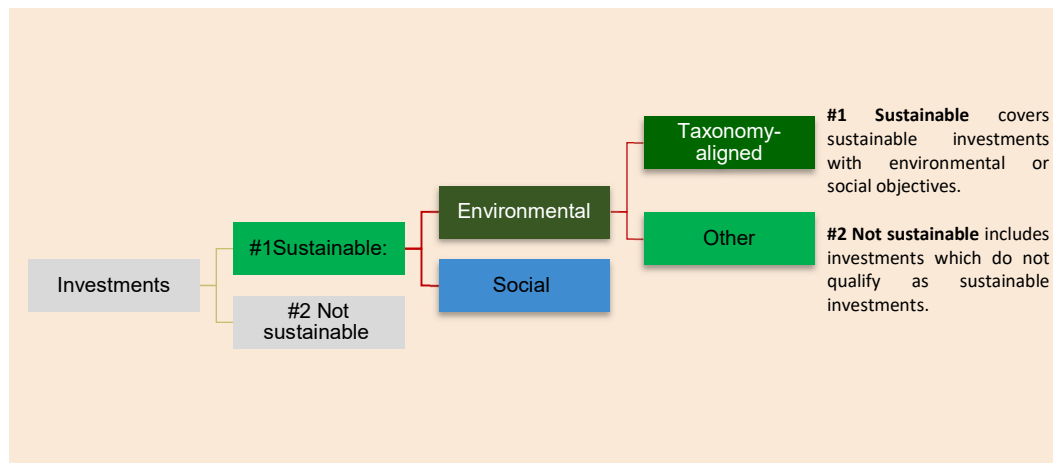 Investments
#1Sustainable:
#2 Not
sustainable
Environmental
Social
Taxonomy-
aligned
Other
#1 Sustainable covers
sustainable investments
with environmental or
social objectives.
#2 Not sustainable includes
investments which do not
qualify as sustainable
investments.